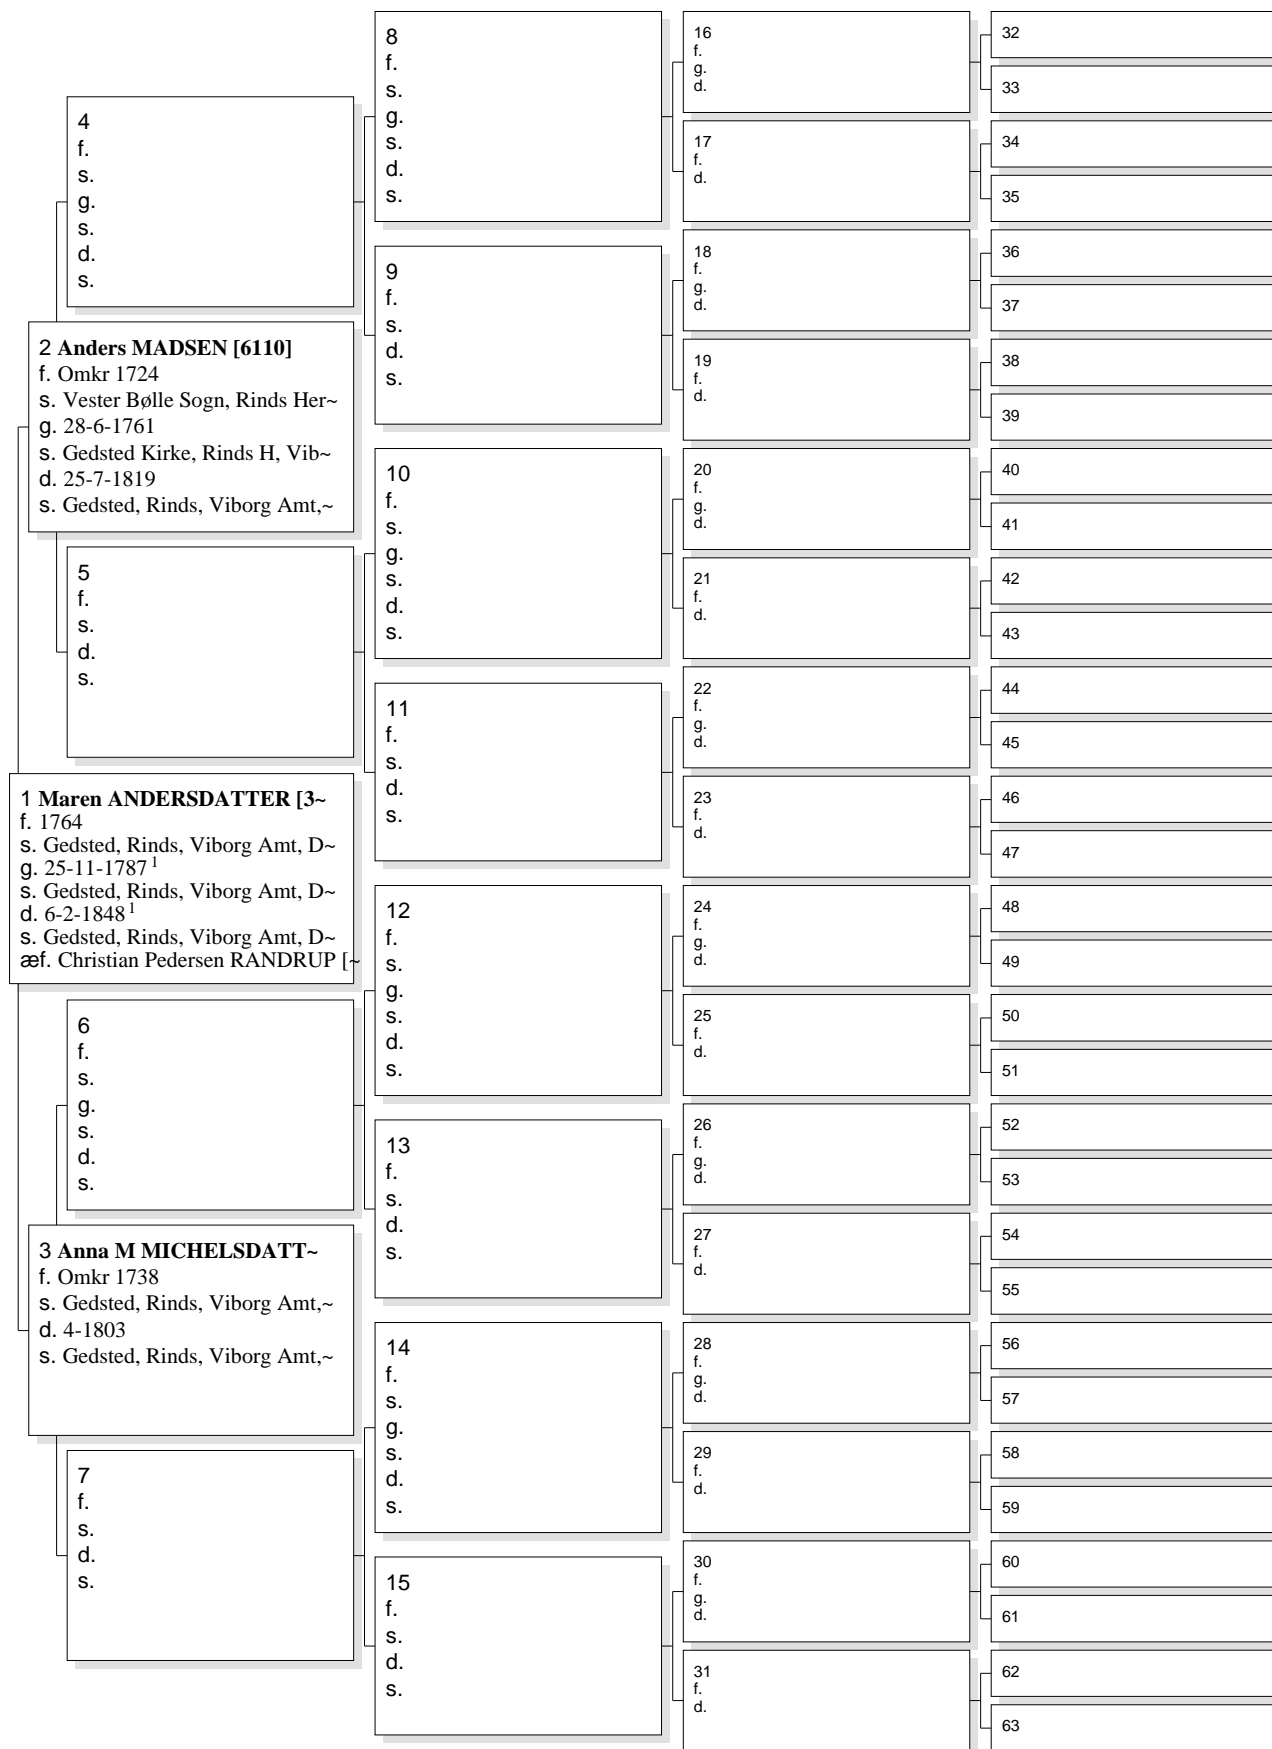 4
f.
s.
g.
s.
d.
s.
2 Anders MADSEN [6110]
f. Omkr 1724
s. Vester Bølle Sogn, Rinds Her~
g. 28-6-1761
s. Gedsted Kirke, Rinds H, Vib~
d. 25-7-1819
s. Gedsted, Rinds, Viborg Amt,~
5
f.
s.
d.
s.
1 Maren ANDERSDATTER [3~
f. 1764
s. Gedsted, Rinds, Viborg Amt, D~
g. 25-11-1787 1
s. Gedsted, Rinds, Viborg Amt, D~
d. 6-2-1848 1
s. Gedsted, Rinds, Viborg Amt, D~
æf. Christian Pedersen RANDRUP [~
6
f.
s.
g.
s.
d.
s.
3 Anna M MICHELSDATT~
f. Omkr 1738
s. Gedsted, Rinds, Viborg Amt,~
d. 4-1803
s. Gedsted, Rinds, Viborg Amt,~
7
f.
s.
d.
s.
8
f.
s.
g.
s.
d.
s.
9
f.
s.
d.
s.
10
f.
s.
g.
s.
d.
s.
11
f.
s.
d.
s.
12
f.
s.
g.
s.
d.
s.
13
f.
s.
d.
s.
14
f.
s.
g.
s.
d.
s.
15
f.
s.
d.
s.
16
f.
g.
d.
17
f.
d.
18
f.
g.
d.
19
f.
d.
20
f.
g.
d.
21
f.
d.
22
f.
g.
d.
23
f.
d.
24
f.
g.
d.
25
f.
d.
26
f.
g.
d.
27
f.
d.
28
f.
g.
d.
29
f.
d.
30
f.
g.
d.
31
f.
d.
32
33
34
35
36
37
38
39
40
41
42
43
44
45
46
47
48
49
50
51
52
53
54
55
56
57
58
59
60
61
62
63